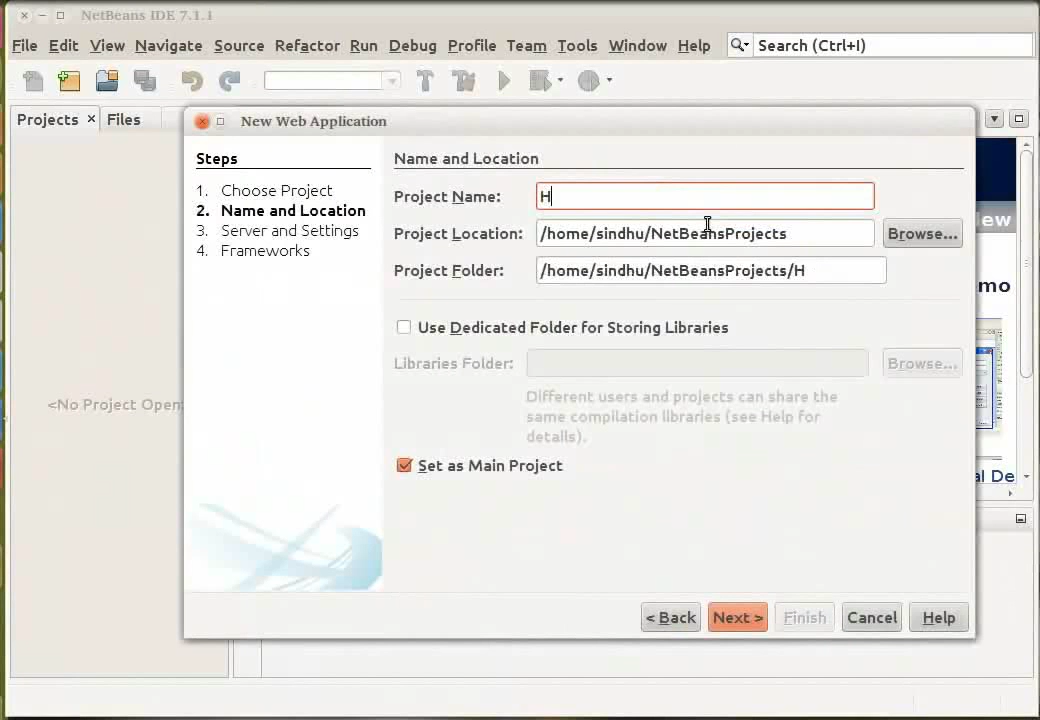 NetBeans IDE 7.1.1
File Edit View Navigate Source Refactor Run Debug Profile Team Tools Window Help Search (Ctrl+I)
Projects Files
New Web Application
Steps
1. Choose Project
2. Name and Location
3. Server and Settings
4. Frameworks
Name and Location
Project Name: H
Project Location: /home/sindhu/NetBeansProjects Browse...
Project Folder: /home/sindhu/NetBeansProjects/H
Use Dedicated Folder for Storing Libraries
Libraries Folder: Browse...
Different users and projects can share the
same compilation libraries (see Help for
details).
Set as Main Project
< Back Next > Finish Cancel Help
<No Project Open
ew
mo
al De